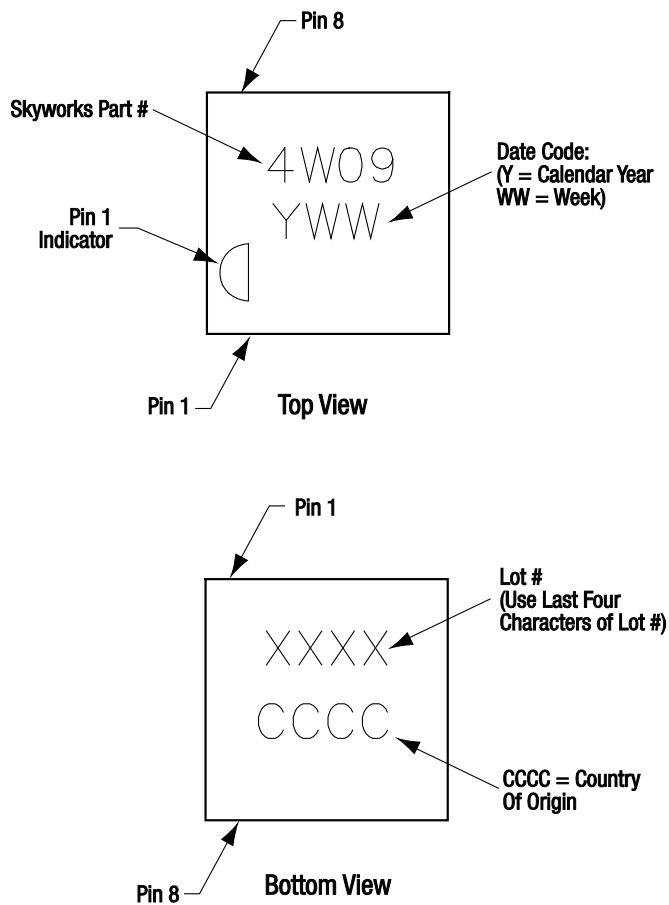 Pin 8
Skyworks Part #
4W09
Date Code:
(Y = Calendar Year
WW = Week)
YWW
Pin 1
Indicator
Pin 1
Top View
Pin 1
Lot #
(Use Last Four
Characters of Lot #)
XXXX
CCCC
CCCC = Country
Of Origin
Pin 8
Bottom View